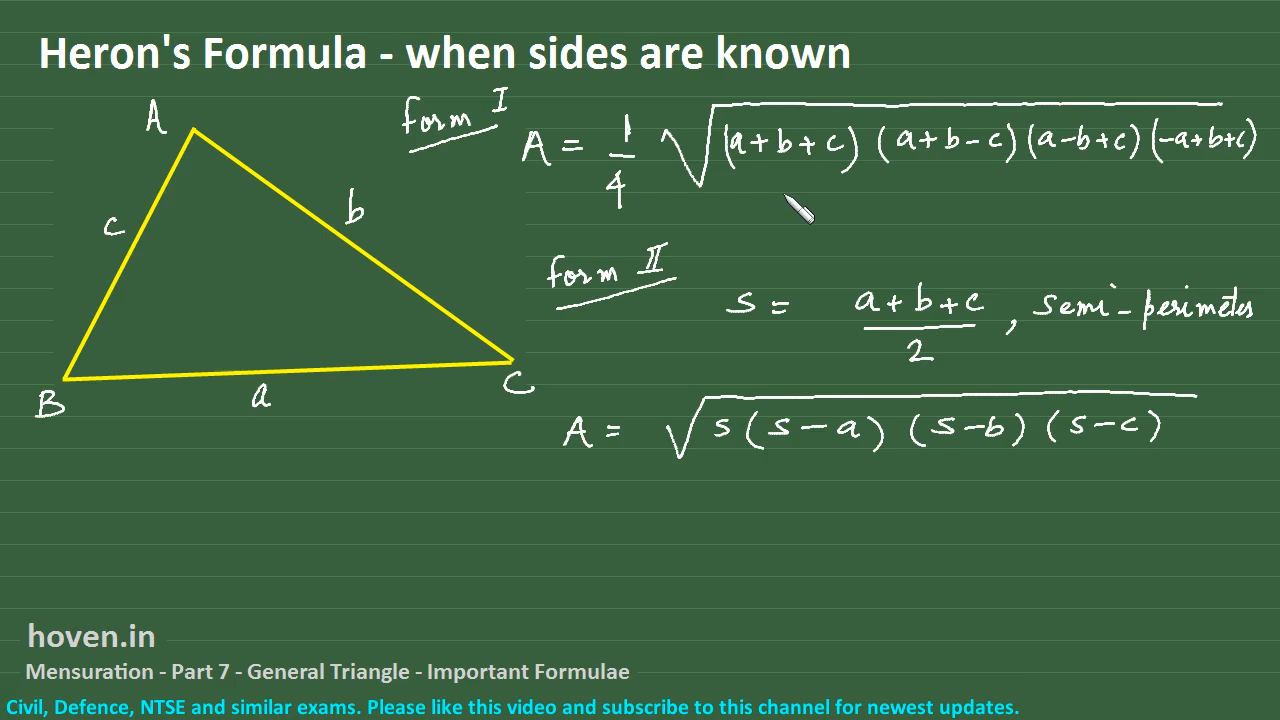 Heron's Formula - when sides are known
A
B
C
c
b
a
Form I
A = 1/4 √(a+b+c) (a+b-c) (a-b+c) (-a+b+c)
Form II
s = a+b+c/2, semi-perimeter
A = √s(s-a) (s-b) (s-c)
hoven.in
Mensuration - Part 7 - General Triangle - Important Formulae
Civil, Defence, NTSE and similar exams. Please like this video and subscribe to this channel for newest updates.